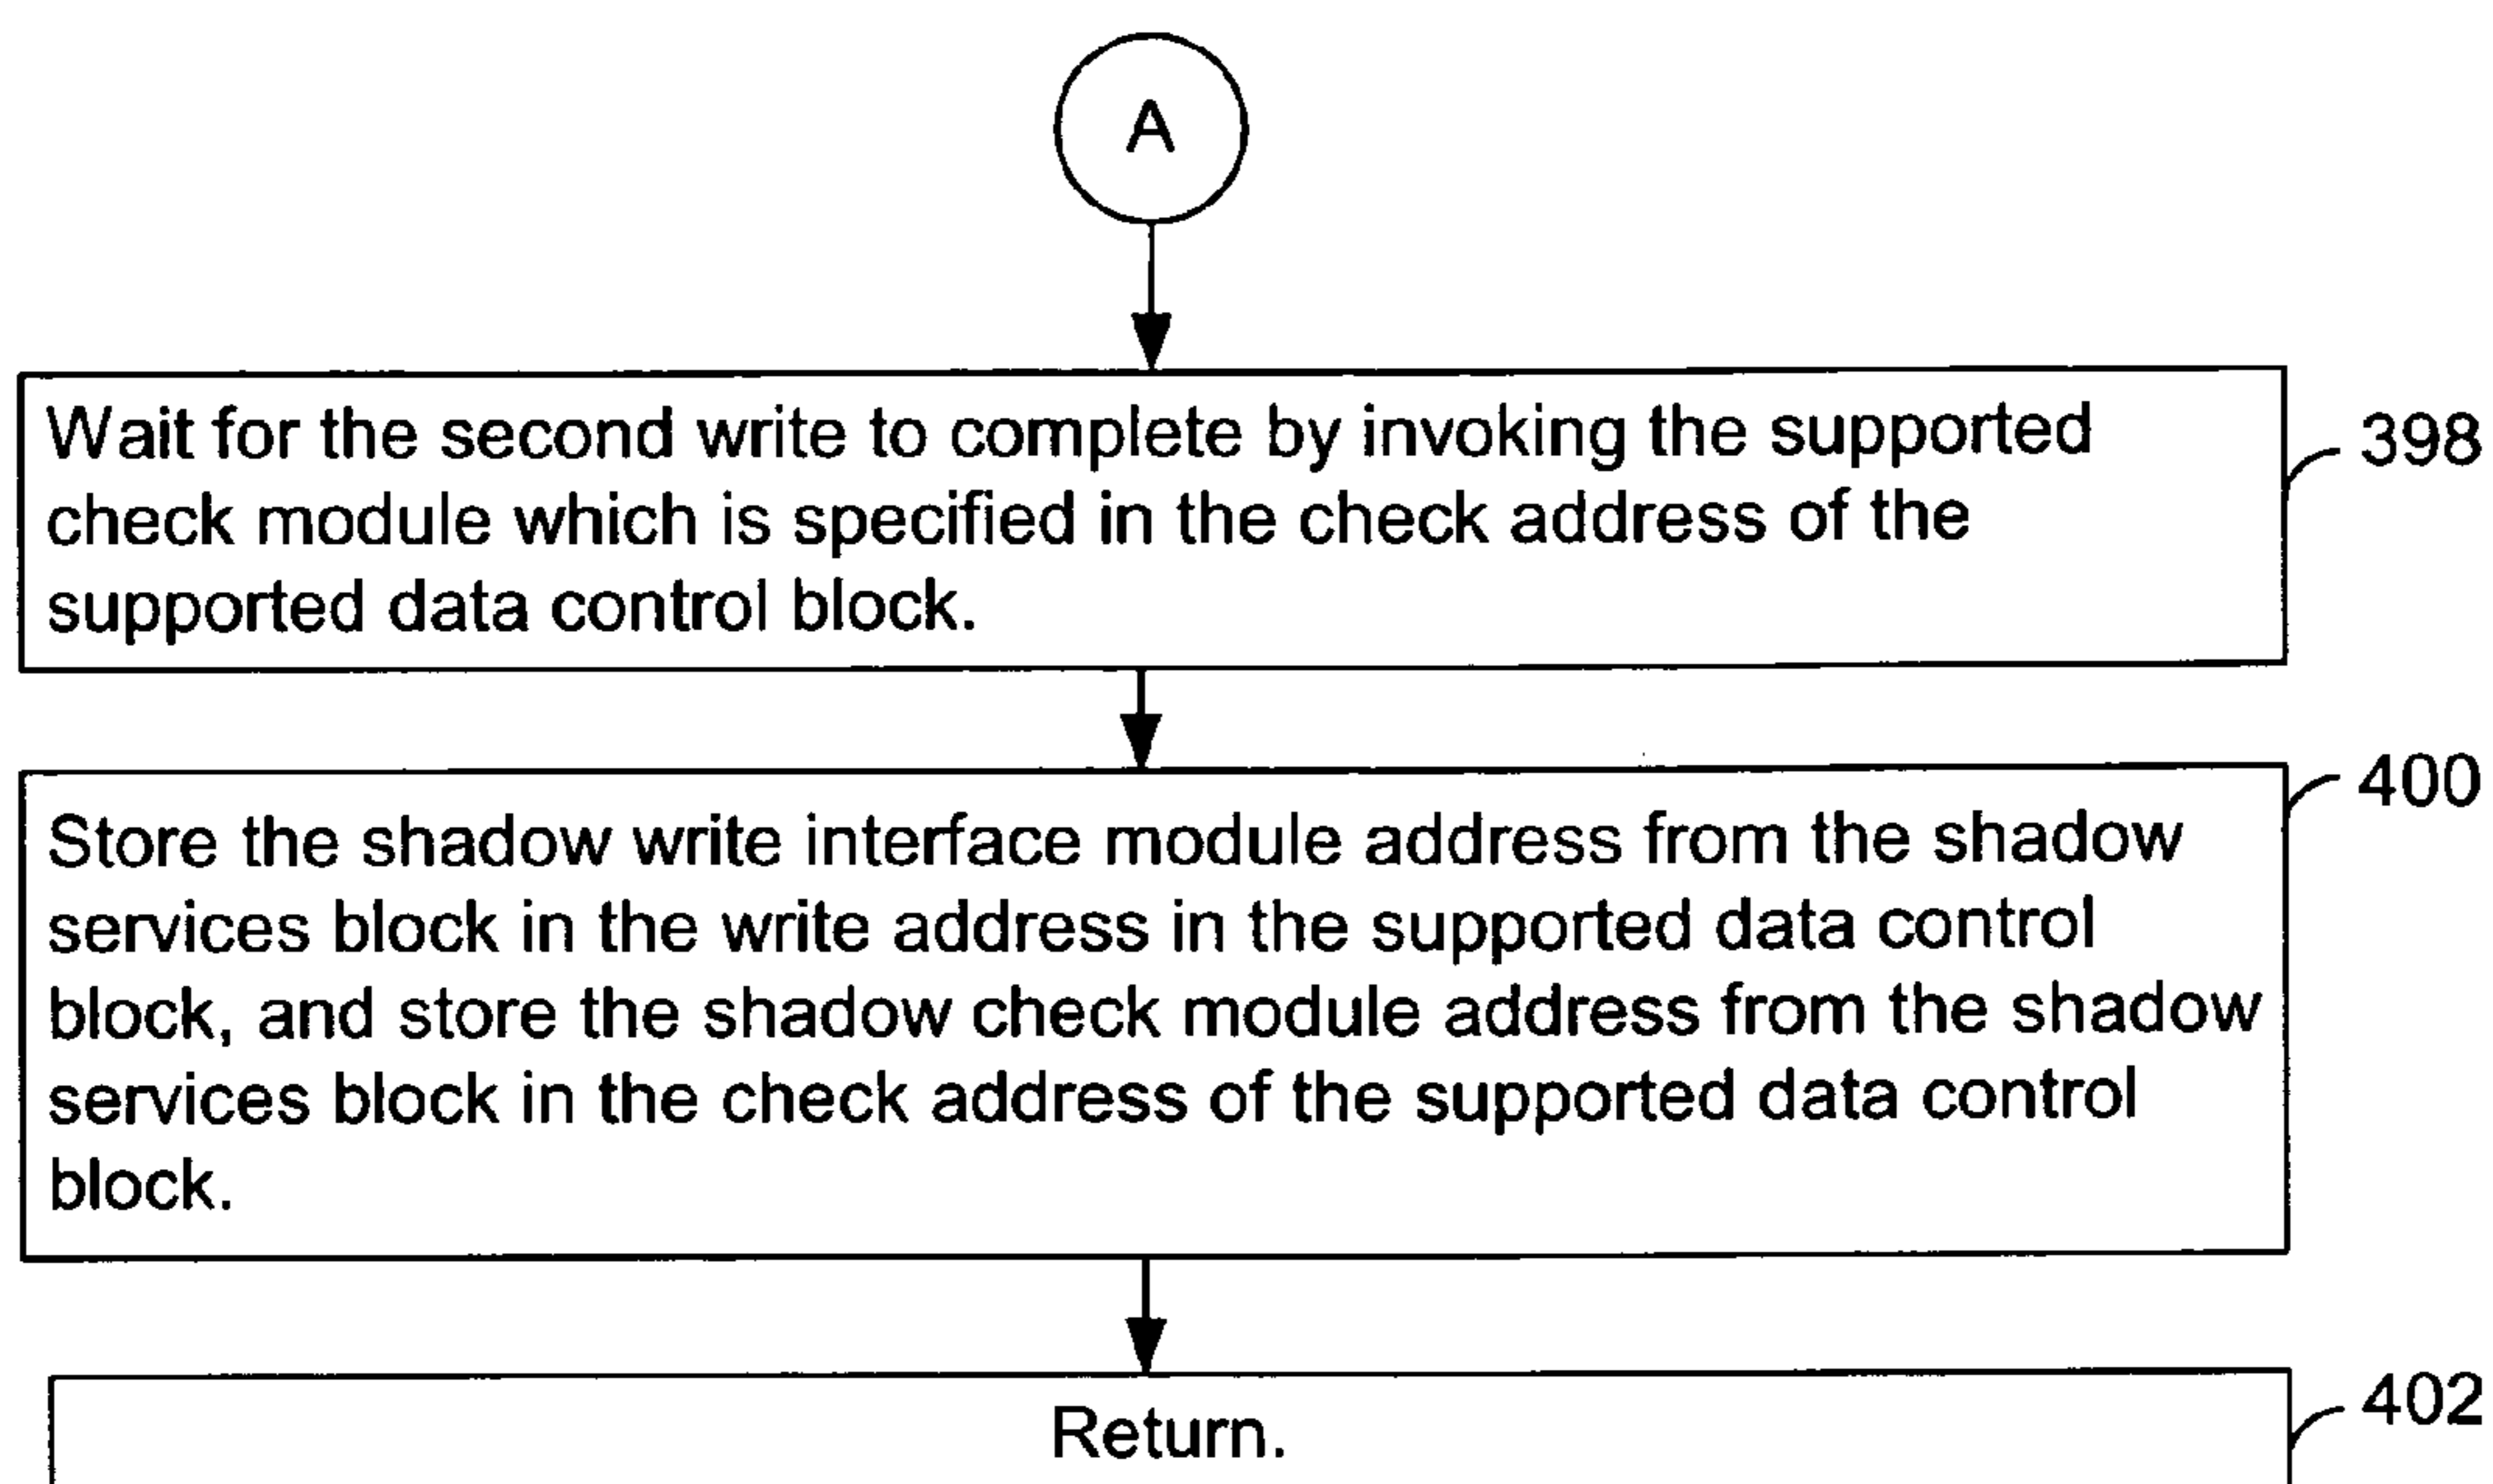 A
Wait for the second write to complete by invoking the supported
398
check module which is specified in the check address of the
supported data control block.
400
Store the shadow write interface module address from the shadow
services block in the write address in the supported data control
block, and store the shadow check module address from the shadow
services block in the check address of the supported data control
block.
402
Return.